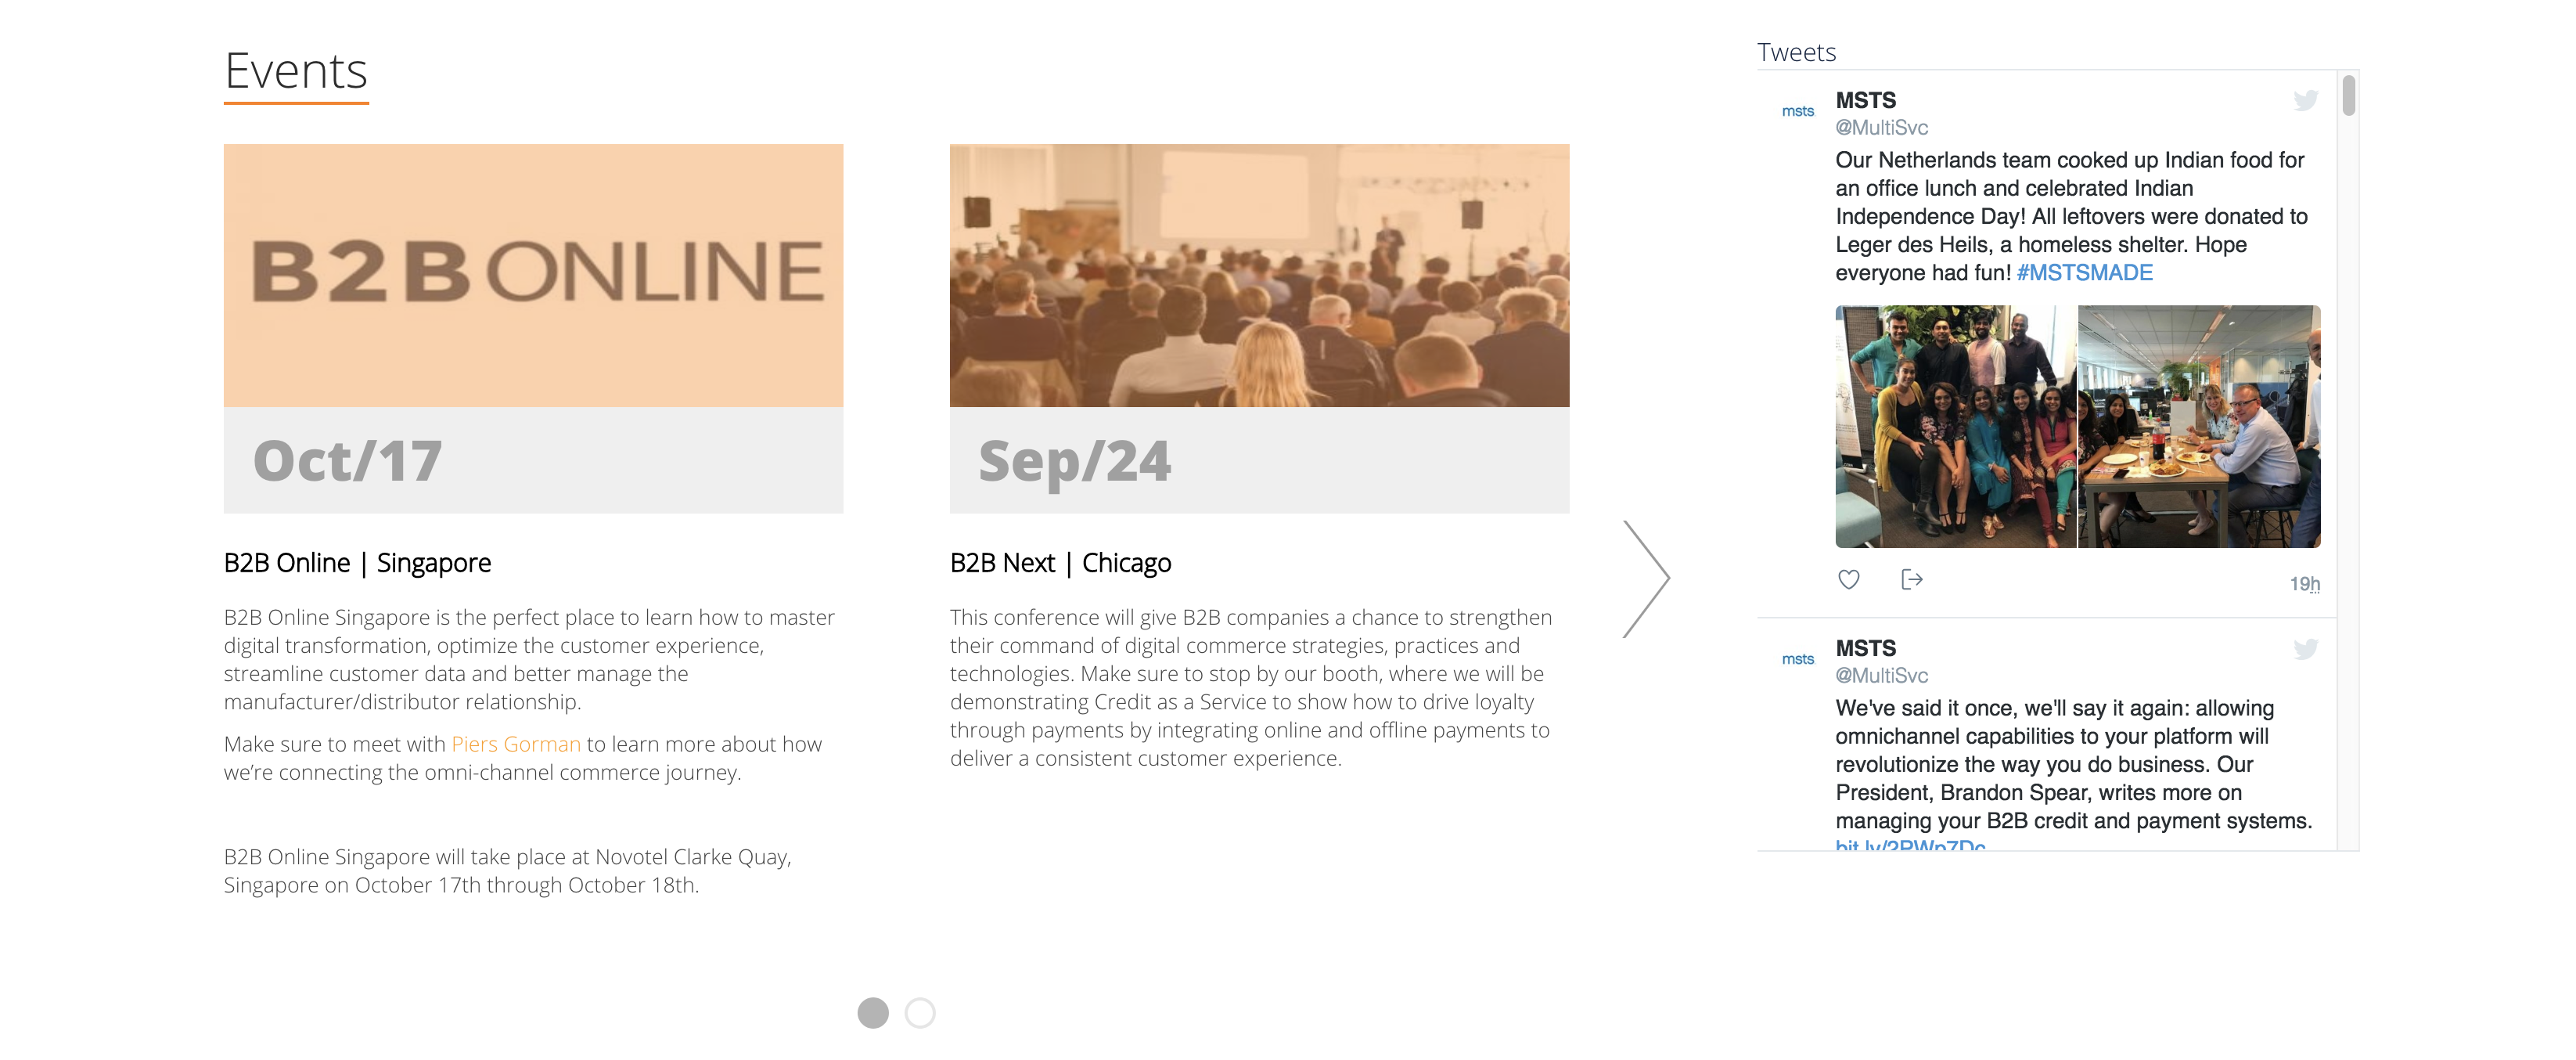 Events
B2B ONLINE
Oct/17
B2B Online | Singapore
B2B Online Singapore is the perfect place to learn how to master
digital transformation, optimize the customer experience,
streamline customer data and better manage the
manufacturer/distributor relationship.
Make sure to meet with Piers Gorman to learn more about how
we’re connecting the omni-channel commerce journey.
B2B Online Singapore will take place at Novotel Clarke Quay,
Singapore on October 17th through October 18th.
Sep/24
B2B Next | Chicago
This conference will give B2B companies a chance to strengthen
their command of digital commerce strategies, practices and
technologies. Make sure to stop by our booth, where we will be
demonstrating Credit as a Service to show how to drive loyalty
through payments by integrating online and offline payments to
deliver a consistent customer experience.
Tweets
msts
MSTS
@MultiSvc
Our Netherlands team cooked up Indian food for
an office lunch and celebrated Indian
Independence Day! All leftovers were donated to
Leger des Heils, a homeless shelter. Hope
everyone had fun! #MSTSMADE
19h
msts
MSTS
@MultiSvc
We've said it once, we'll say it again: allowing
omnichannel capabilities to your platform will
revolutionize the way you do business. Our
President, Brandon Spear, writes more on
managing your B2B credit and payment systems.